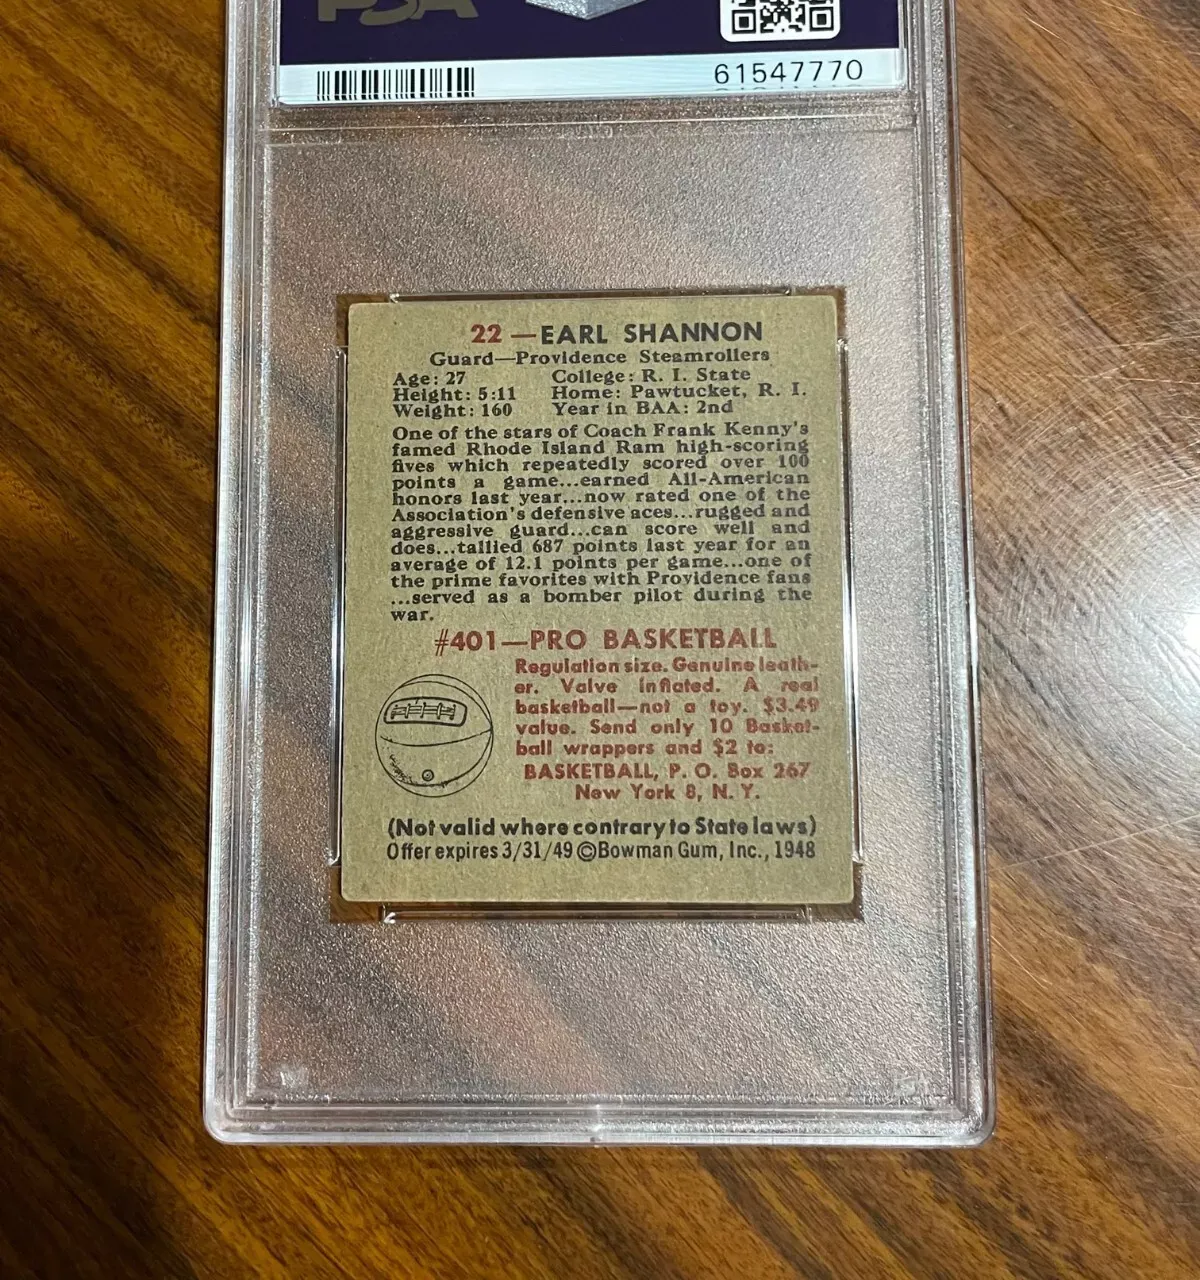 PSA
61547770
22—EARL SHANNON
Guard—Providence Steamrollers
Age: 27 College: R. I. State
Height: 5:11 Home: Pawtucket, R. I.
Weight: 160 Year in BAA: 2nd
One of the stars of Coach Frank Kenny's
famed Rhode Island Ram high-scoring
fives which repeatedly scored over 100
points a game...earned All-American
honors last year...now rated one of the
Association's defensive aces...rugged and
aggressive guard...can score well and
does...tallied 687 points last year for an
average of 12.1 points per game...one of
the prime favorites with Providence fans
...served as a bomber pilot during the
war.
#401—PRO BASKETBALL
Regulation size. Genuine leath-
er. Valve inflated. A real
basketball—not a toy. $3.49
value. Send only 10 Basket-
ball wrappers and $2 to:
BASKETBALL, P. O. Box 267
New York 8, N. Y.
(Not valid where contrary to State laws)
Offer expires 3/31/49 ©Bowman Gum, Inc., 1948